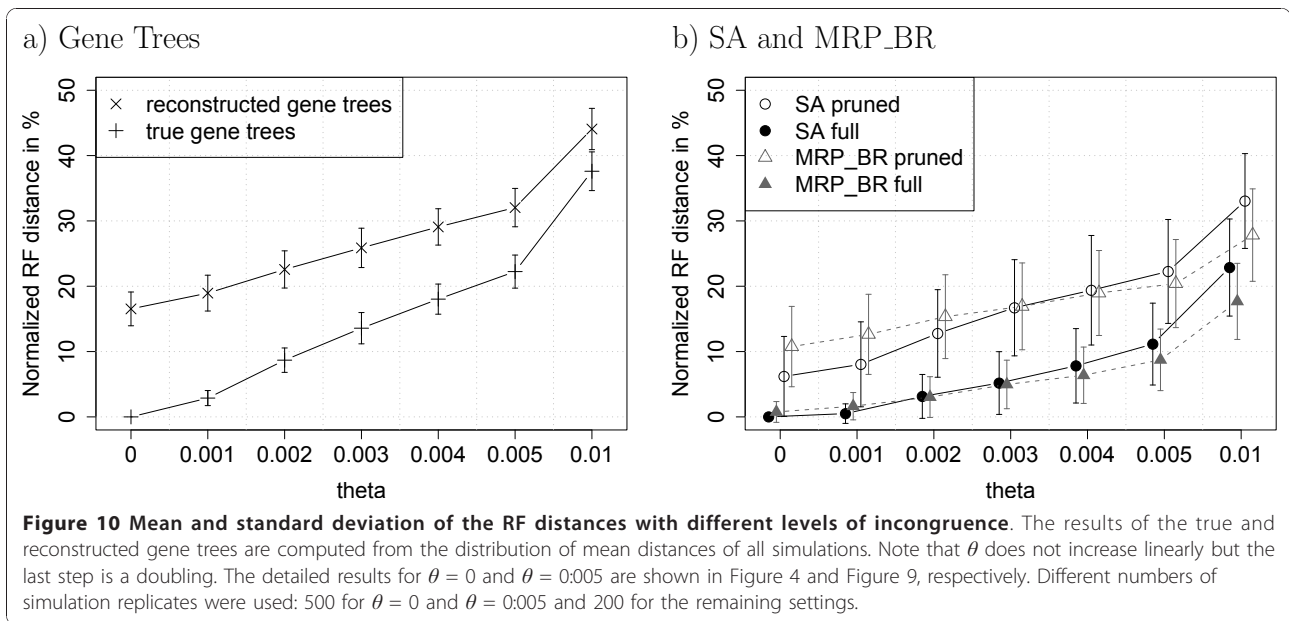 a) Gene Trees
Normalized RF distance in %
50
40
30
20
10
0
reconstructed gene trees
true gene trees
0 0.001 0.002 0.003 0.004 0.005 0.01
theta
b) SA and MRP_BR
Normalized RF distance in %
50
40
30
20
10
0
SA pruned
SA full
MRP_BR pruned
MRP_BR full
0 0.001 0.002 0.003 0.004 0.005 0.01
theta
Figure 10 Mean and standard deviation of the RF distances with different levels of incongruence. The results of the true and
reconstructed gene trees are computed from the distribution of mean distances of all simulations. Note that θ does not increase linearly but the
last step is a doubling. The detailed results for θ = 0 and θ = 0:005 are shown in Figure 4 and Figure 9, respectively. Different numbers of
simulation replicates were used: 500 for θ = 0 and θ = 0:005 and 200 for the remaining settings.